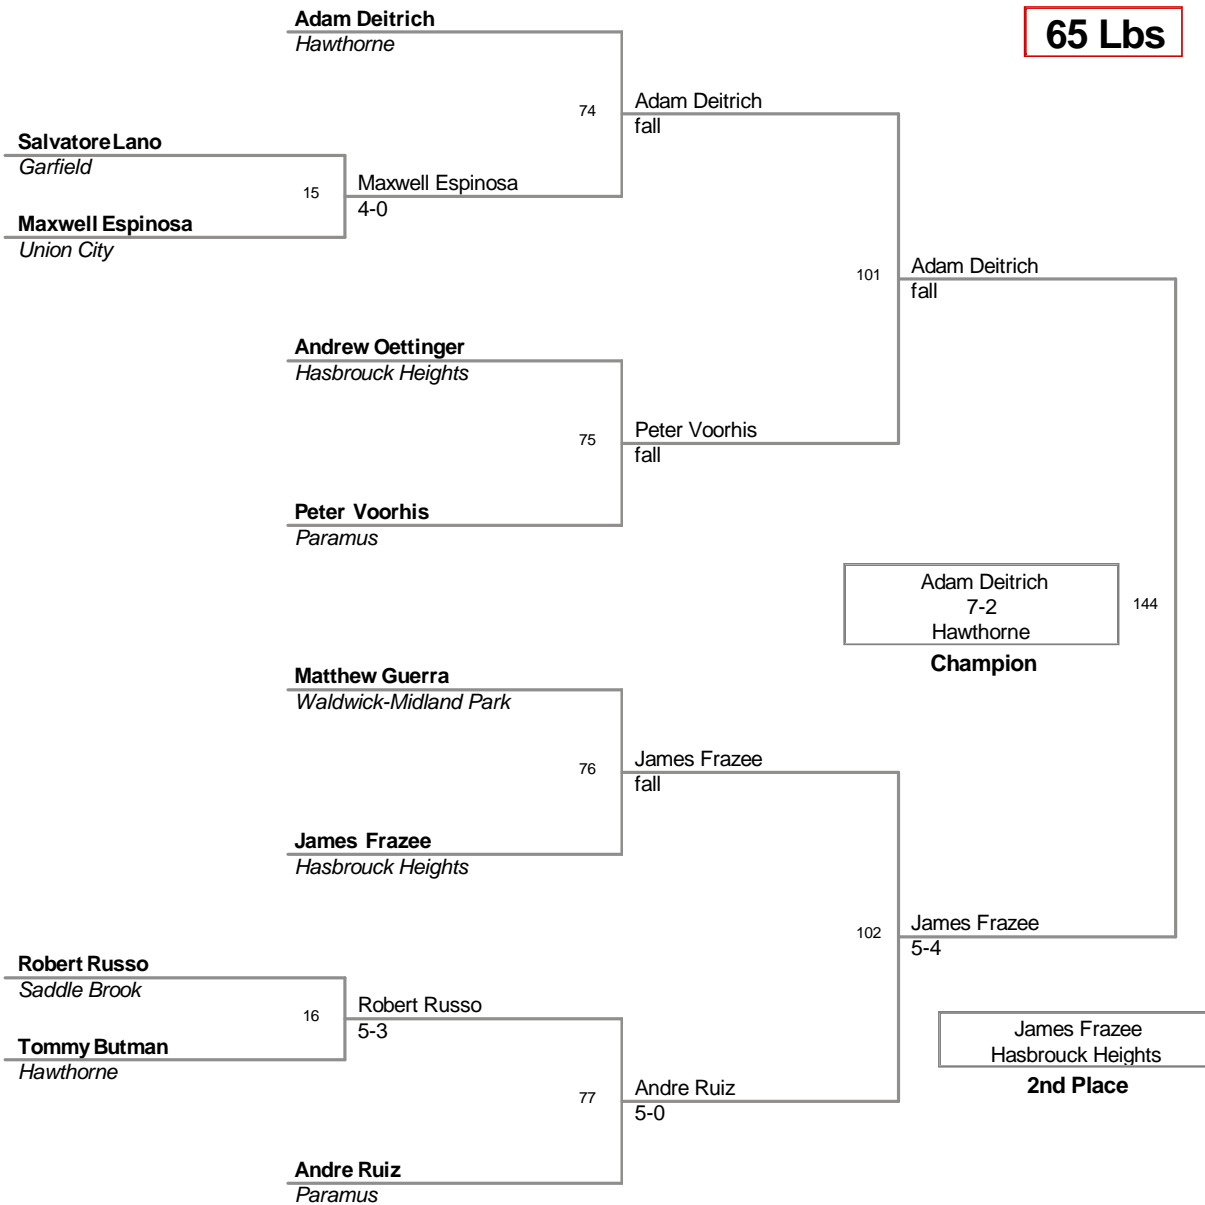 Adam Deitrich
Hawthorne
65 Lbs
74
Adam Deitrich
fall
Salvatore Lano
Garfield
15
Maxwell Espinosa
4-0
Maxwell Espinosa
Union City
101
Adam Deitrich
fall
Andrew Oettinger
Hasbrouck Heights
75
Peter Voorhis
fall
Peter Voorhis
Paramus
Adam Deitrich
7-2
Hawthorne
144
Champion
Matthew Guerra
Waldwick-Midland Park
76
James Frazee
fall
James Frazee
Hasbrouck Heights
102
James Frazee
5-4
Robert Russo
Saddle Brook
16
Robert Russo
5-3
Tommy Butman
Hawthorne
James Frazee
Hasbrouck Heights
2nd Place
77
Andre Ruiz
5-0
Andre Ruiz
Paramus